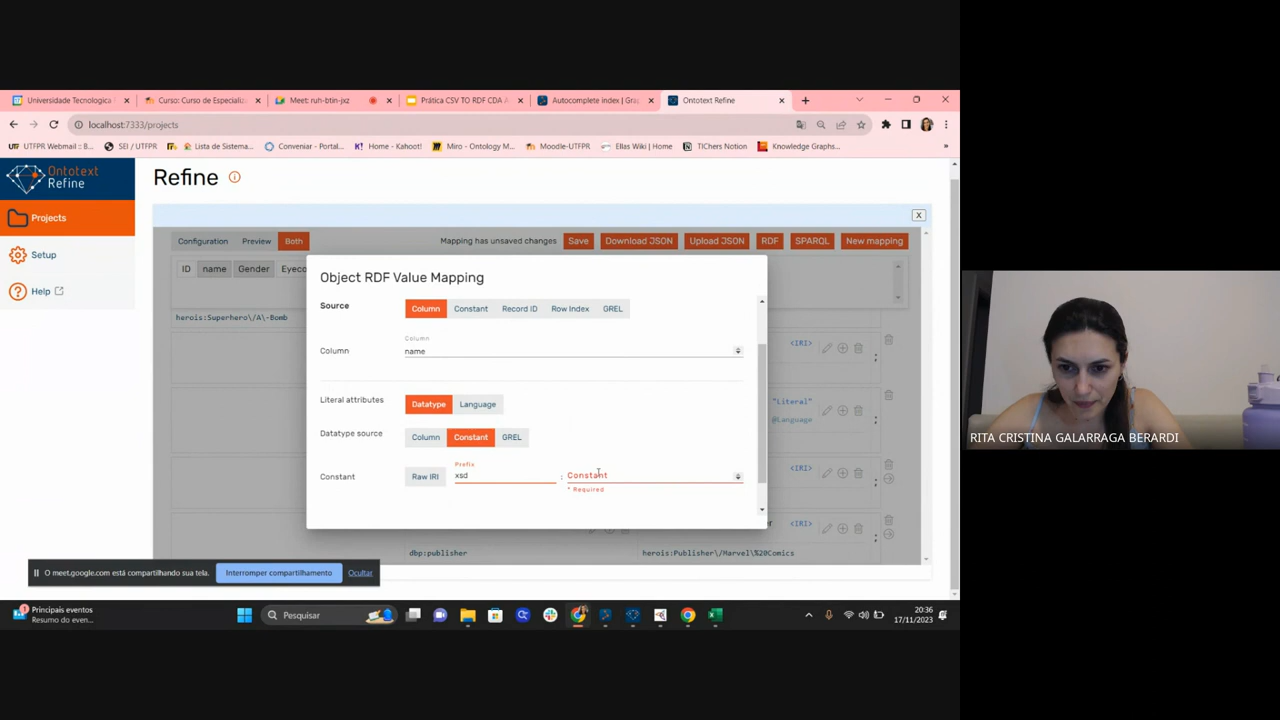 Universidade Tecnologica
Curso: Curso de Especializ
Meet: ruh-btin-jxz
Prática CSV TO RDF CDA A
Autocomplete index | Grap
Ontotext Refine
localhost:7333/projects
UTFPR Webmail :: B...
SEI / UTFPR
Lista de Sistema...
Conveniar - Portal...
Home - Kahoot!
Miro - Ontology M...
Moodle-UTFPR
Ellas Wiki | Home
TIChers Notion
Knowledge Graphs...
Ontotext
Refine
Projects
Setup
Help
Refine
X
Configuration
Preview
Both
Mapping has unsaved changes
Save
Download JSON
Upload JSON
RDF
SPARQL
New mapping
ID
name
Gender
Eyeco
herois:Superhero\/A\-Bomb
Object RDF Value Mapping
Source
Column
Constant
Record ID
Row Index
GREL
Column
Column
name
Literal attributes
Datatype
Language
Datatype source
Column
Constant
GREL
Constant
Raw IRI
Prefix
xsd
:
Constant
* Required
<IRI>
;
"Literal"
@Language
;
<IRI>
;
er
<IRI>
;
dbp:publisher
herois:Publisher\/Marvel\%20Comics
O meet.google.com está compartilhando sua tela.
Interromper compartilhamento
Ocultar
Principais eventos
Resumo do even...
Pesquisar
20:36
17/11/2023
RITA CRISTINA GALARRAGA BERARDI